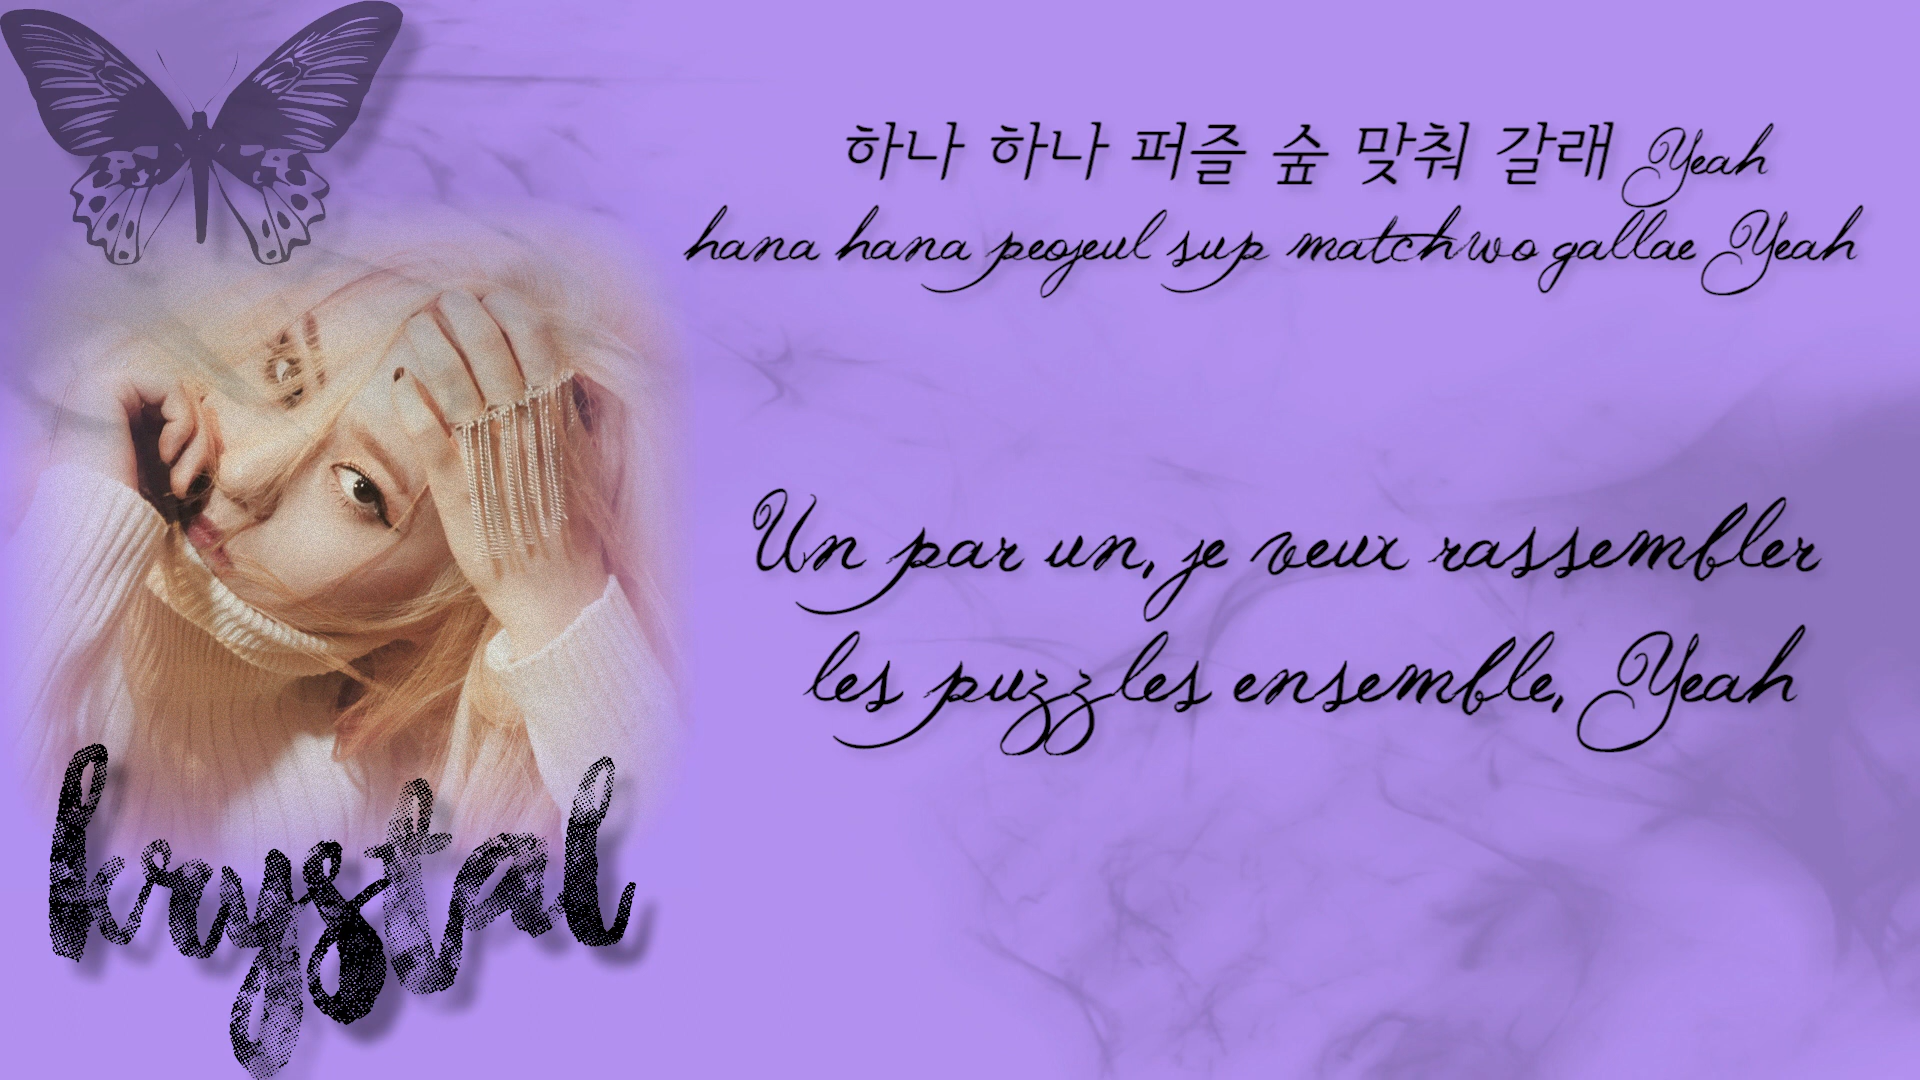 하나 하나 퍼즐 숲 맞춰 갈래 Yeah
hana hana peojeul sup matchwo gallae Yeah
Un par un, je veux rassembler
les puzzles ensemble, Yeah
krystal